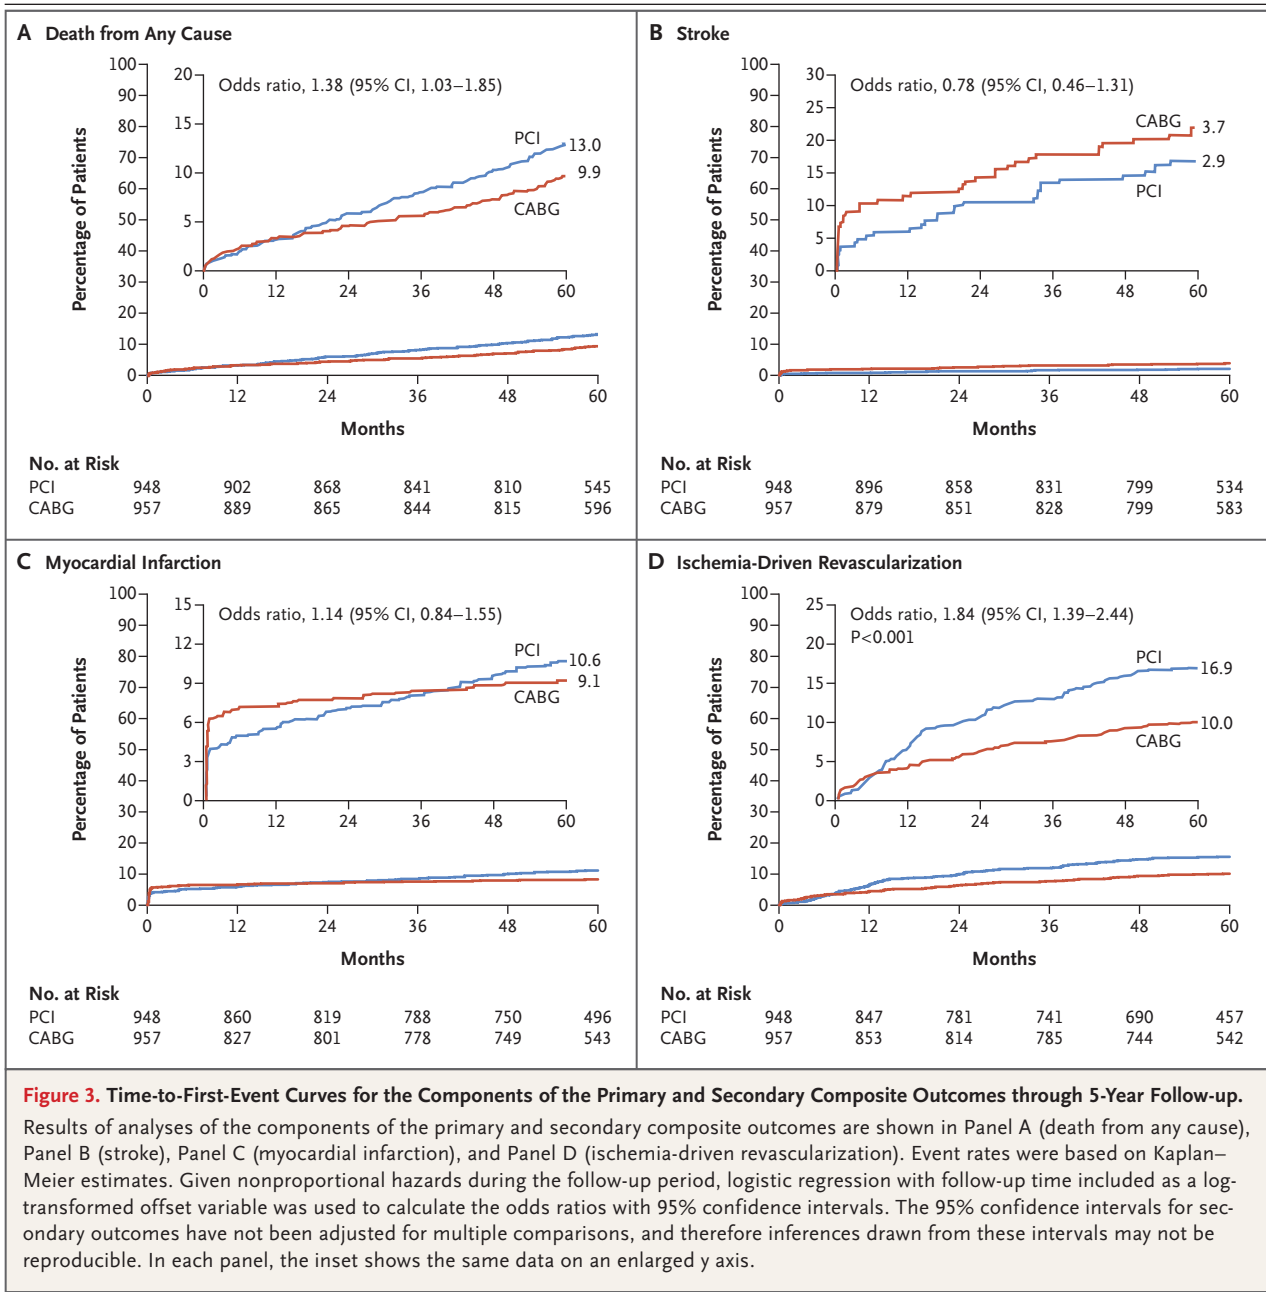 A Death from Any Cause
Percentage of Patients
100
90
80
70
60
50
40
30
20
10
0
20
15
10
5
0
Odds ratio, 1.38 (95% CI, 1.03–1.85)
PCI
13.0
9.9
CABG
0 12 24 36 48 60
0 12 24 36 48 60
Months
No. at Risk
PCI 948 902 868 841 810 545
CABG 957 889 865 844 815 596
B Stroke
Percentage of Patients
100
90
80
70
60
50
40
30
20
10
0
30
25
20
15
10
5
0
Odds ratio, 0.78 (95% CI, 0.46–1.31)
CABG
3.7
2.9
PCI
0 12 24 36 48 60
0 12 24 36 48 60
Months
No. at Risk
PCI 948 896 858 831 799 534
CABG 957 879 851 828 799 583
C Myocardial Infarction
Percentage of Patients
100
90
80
70
60
50
40
30
20
10
0
15
12
9
6
3
0
Odds ratio, 1.14 (95% CI, 0.84–1.55)
PCI
10.6
9.1
CABG
0 12 24 36 48 60
0 12 24 36 48 60
Months
No. at Risk
PCI 948 860 819 788 750 496
CABG 957 827 801 778 749 543
D Ischemia-Driven Revascularization
Percentage of Patients
100
90
80
70
60
50
40
30
20
10
0
25
20
15
10
5
0
Odds ratio, 1.84 (95% CI, 1.39–2.44)
P<0.001
PCI
16.9
10.0
CABG
0 12 24 36 48 60
0 12 24 36 48 60
Months
No. at Risk
PCI 948 847 781 741 690 457
CABG 957 853 814 785 744 542
Figure 3. Time-to-First-Event Curves for the Components of the Primary and Secondary Composite Outcomes through 5-Year Follow-up.
Results of analyses of the components of the primary and secondary composite outcomes are shown in Panel A (death from any cause),
Panel B (stroke), Panel C (myocardial infarction), and Panel D (ischemia-driven revascularization). Event rates were based on Kaplan–
Meier estimates. Given nonproportional hazards during the follow-up period, logistic regression with follow-up time included as a log-
transformed offset variable was used to calculate the odds ratios with 95% confidence intervals. The 95% confidence intervals for sec-
ondary outcomes have not been adjusted for multiple comparisons, and therefore inferences drawn from these intervals may not be
reproducible. In each panel, the inset shows the same data on an enlarged y axis.